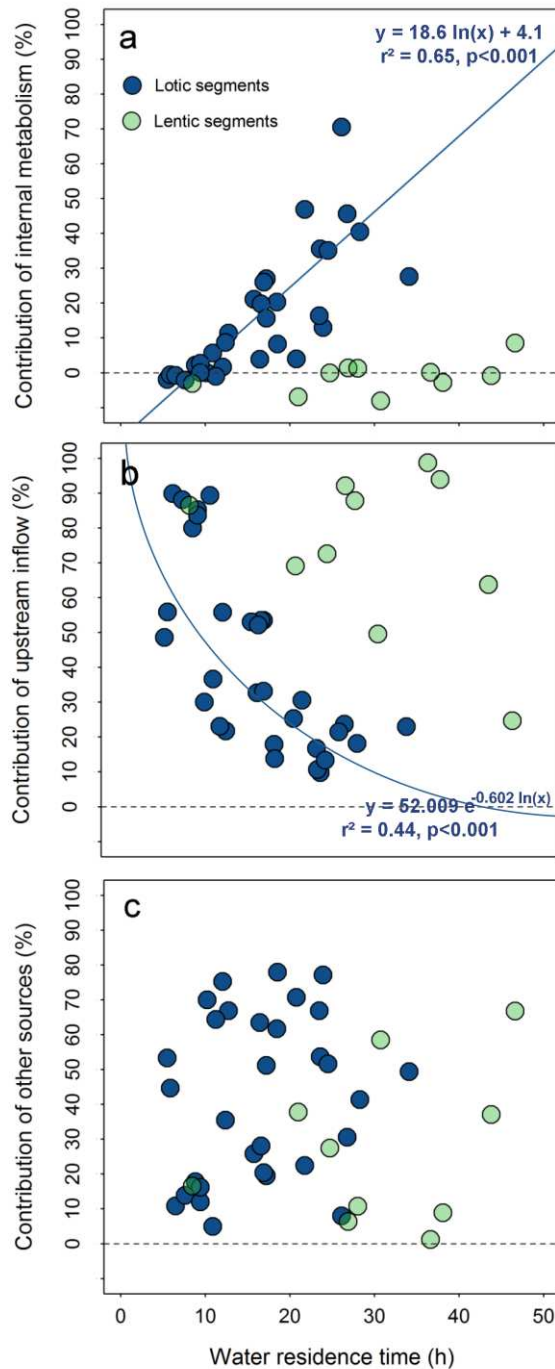 a
y = 18.6 ln(x) + 4.1
r² = 0.65, p<0.001
Lotic segments
Lentic segments
Contribution of internal metabolism (%)
100
90
80
70
60
50
40
30
20
10
0
b
Contribution of upstream inflow (%)
100
90
80
70
60
50
40
30
20
10
0
y = 52.009 e^-0.602 ln(x)
r² = 0.44, p<0.001
c
Contribution of other sources (%)
100
90
80
70
60
50
40
30
20
10
0
0 10 20 30 40 50
Water residence time (h)